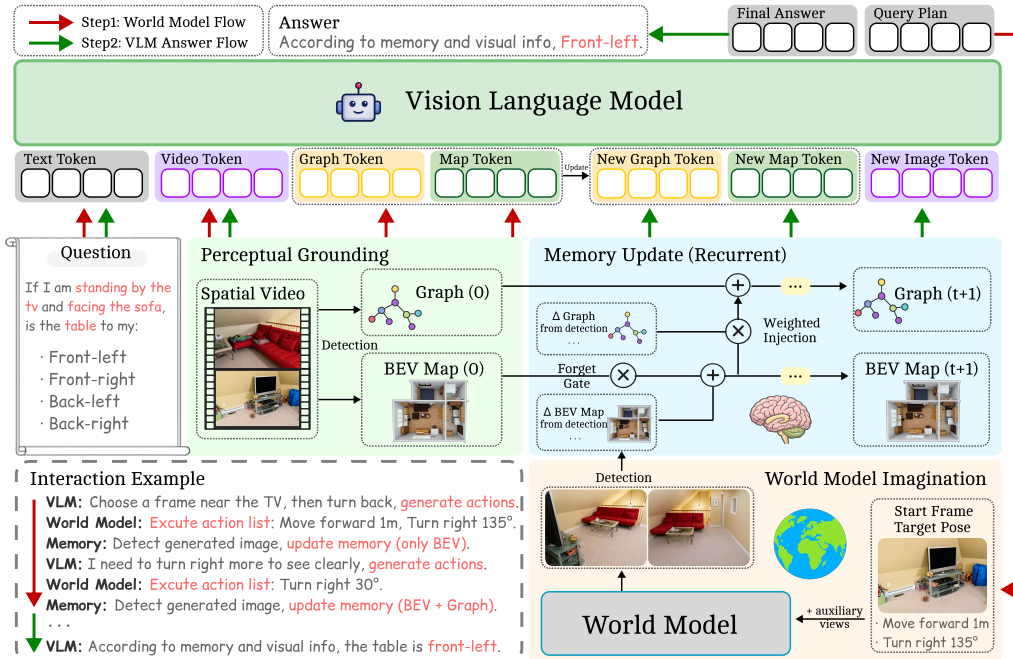 Step1: World Model Flow
Step2: VLM Answer Flow
Answer
According to memory and visual info, Front-left.
Final Answer
Query Plan
Vision Language Model
Text Token
Video Token
Graph Token
Map Token
Update
New Graph Token
New Map Token
New Image Token
Question
If I am standing by the
tv and facing the sofa,
is the table to my:
· Front-left
· Front-right
· Back-left
· Back-right
Perceptual Grounding
Spatial Video
Detection
Graph (0)
BEV Map (0)
Memory Update (Recurrent)
Δ Graph
from detection
...
Forget
Gate
Δ BEV Map
from detection
...
Weighted
Injection
...
...
Graph (t+1)
BEV Map (t+1)
Interaction Example
VLM: Choose a frame near the TV, then turn back, generate actions.
World Model: Excute action list: Move forward 1m, Turn right 135°.
Memory: Detect generated image, update memory (only BEV).
VLM: I need to turn right more to see clearly, generate actions.
World Model: Excute action list: Turn right 30°.
Memory: Detect generated image, update memory (BEV + Graph).
...
VLM: According to memory and visual info, the table is front-left.
Detection
World Model Imagination
Start Frame
Target Pose
· Move forward 1m
· Turn right 135°
+ auxiliary
views
World Model